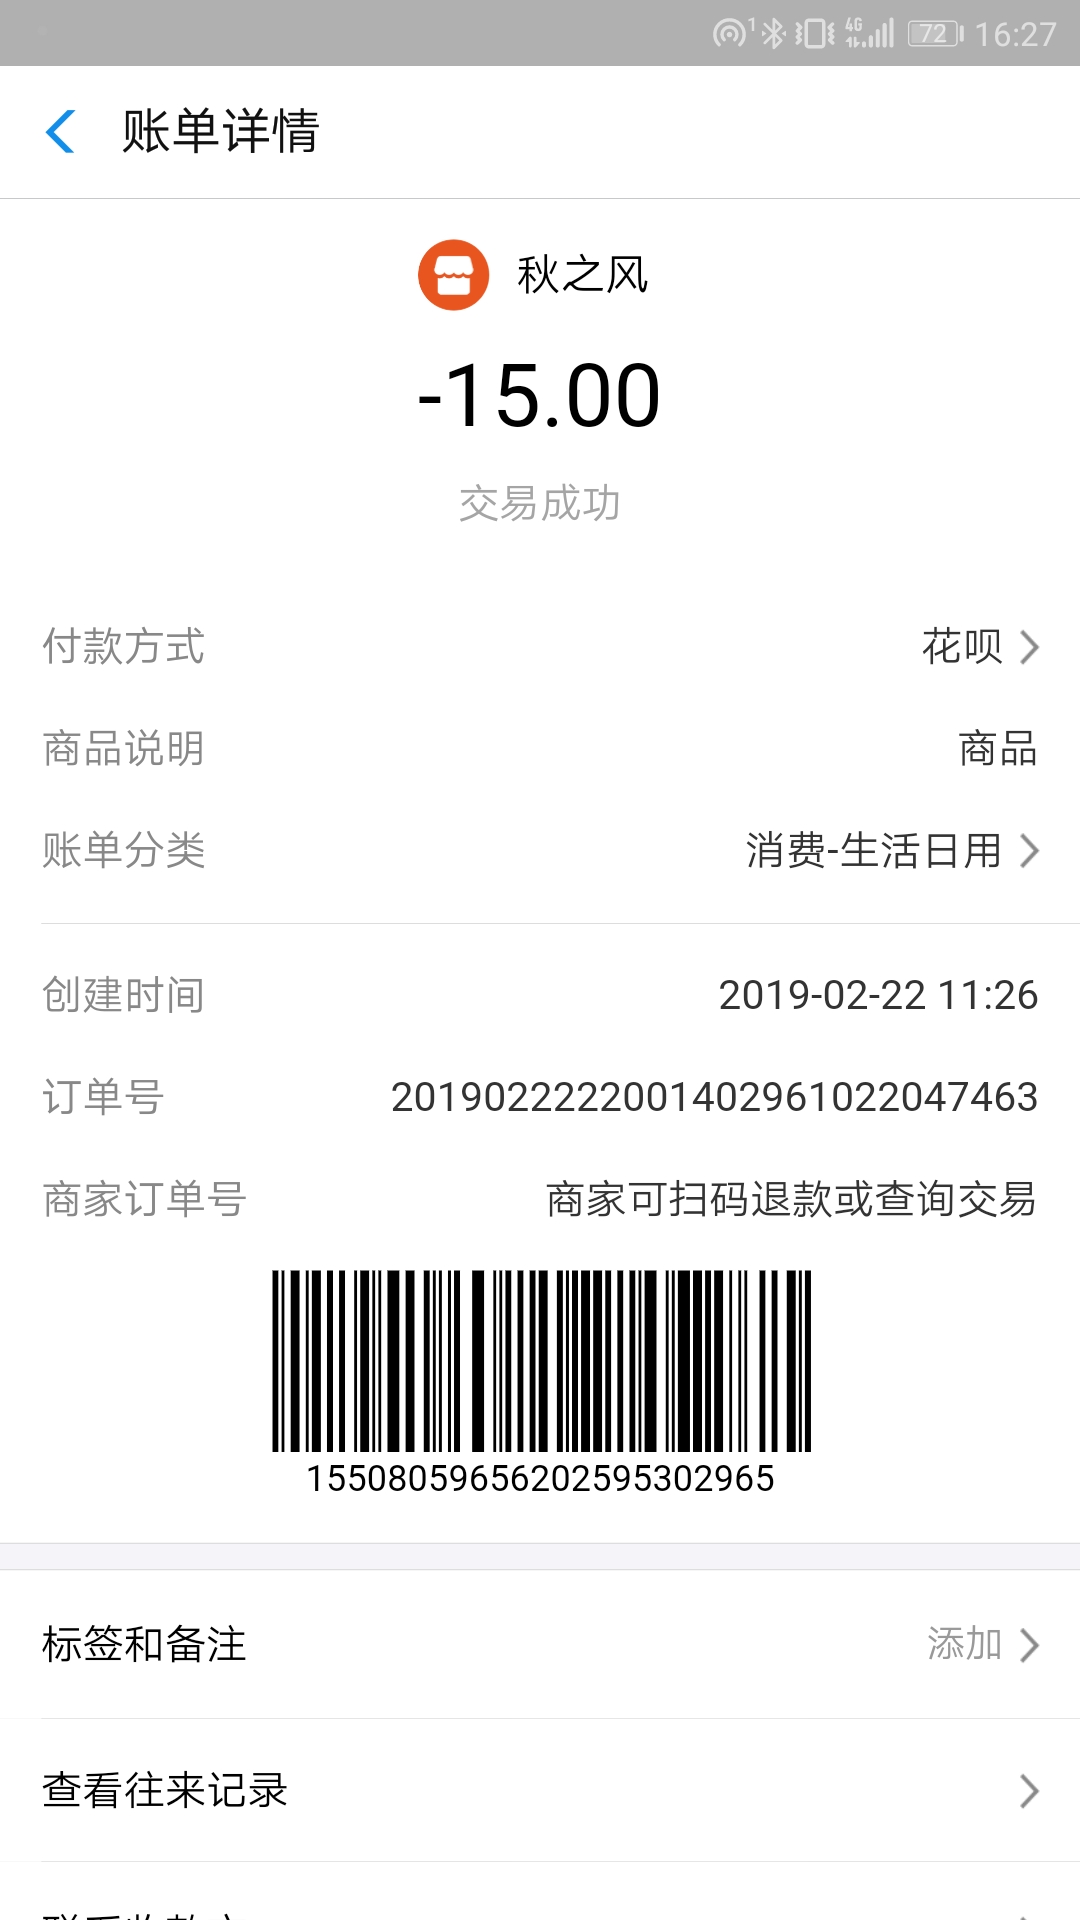 1 4G 72 16:27
账单详情
秋之风
-15.00
交易成功
付款方式 花呗
商品说明 商品
账单分类 消费-生活日用
创建时间 2019-02-22 11:26
订单号 2019022222001402961022047463
商家订单号 商家可扫码退款或查询交易
15508059656202595302965
标签和备注 添加
查看往来记录